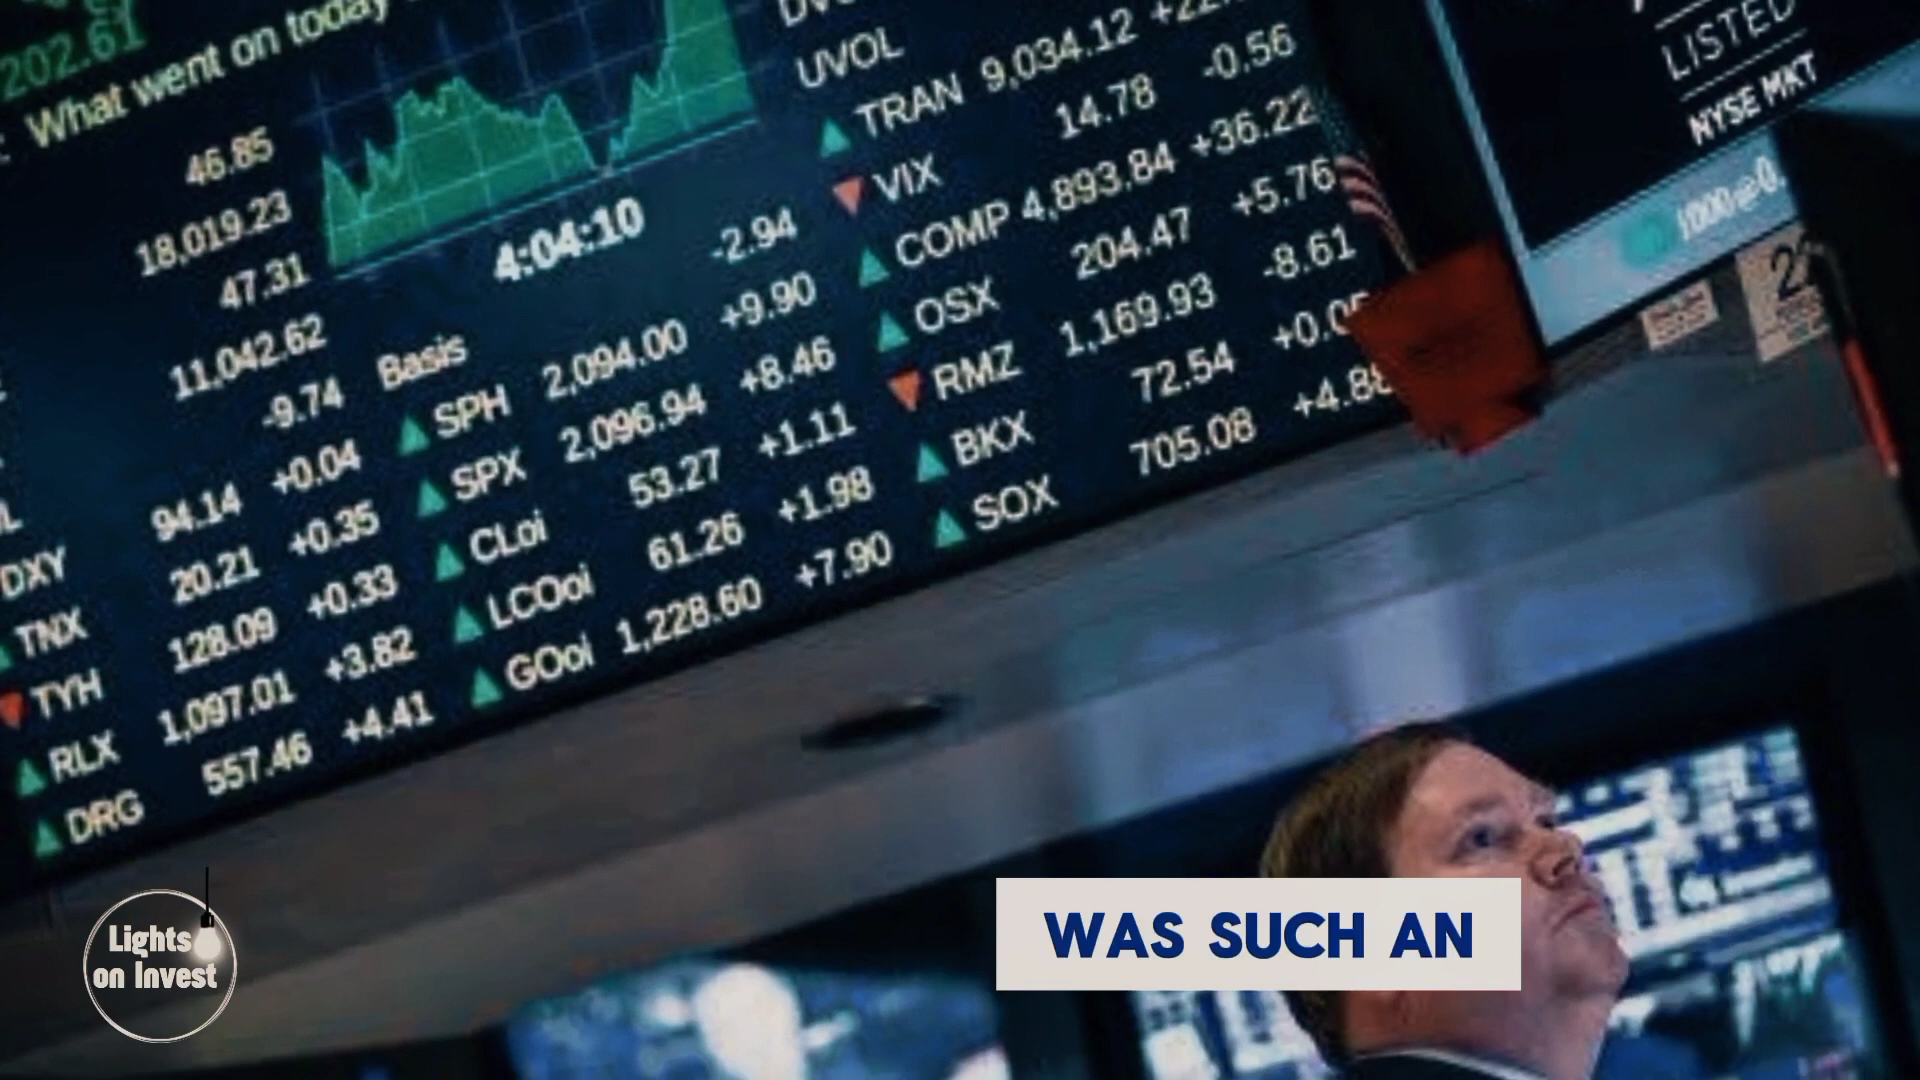 202.61
What went on today
46.85
18,019.23
47.31 4:04:10 UVOL
11,042.62 TRAN 9,034.12
-9.74 Basis -2.94 VIX 14.78 -0.56
DXY 94.14 +0.04 SPH 2,094.00 +9.90 COMP 4,893.84 +36.22
TNX 20.21 +0.35 SPX 2,096.94 +8.46 OSX 204.47 +5.76
TYH 128.09 +0.33 CLoi 53.27 +1.11 RMZ 1,169.93 -8.61
RLX 1,097.01 +3.82 LCOoi 61.26 +1.98 BKX 72.54
DRG 557.46 +4.41 GOoi 1,228.60 +7.90 SOX 705.08
LISTED
NYSE MKT
Lights
on Invest
WAS SUCH AN